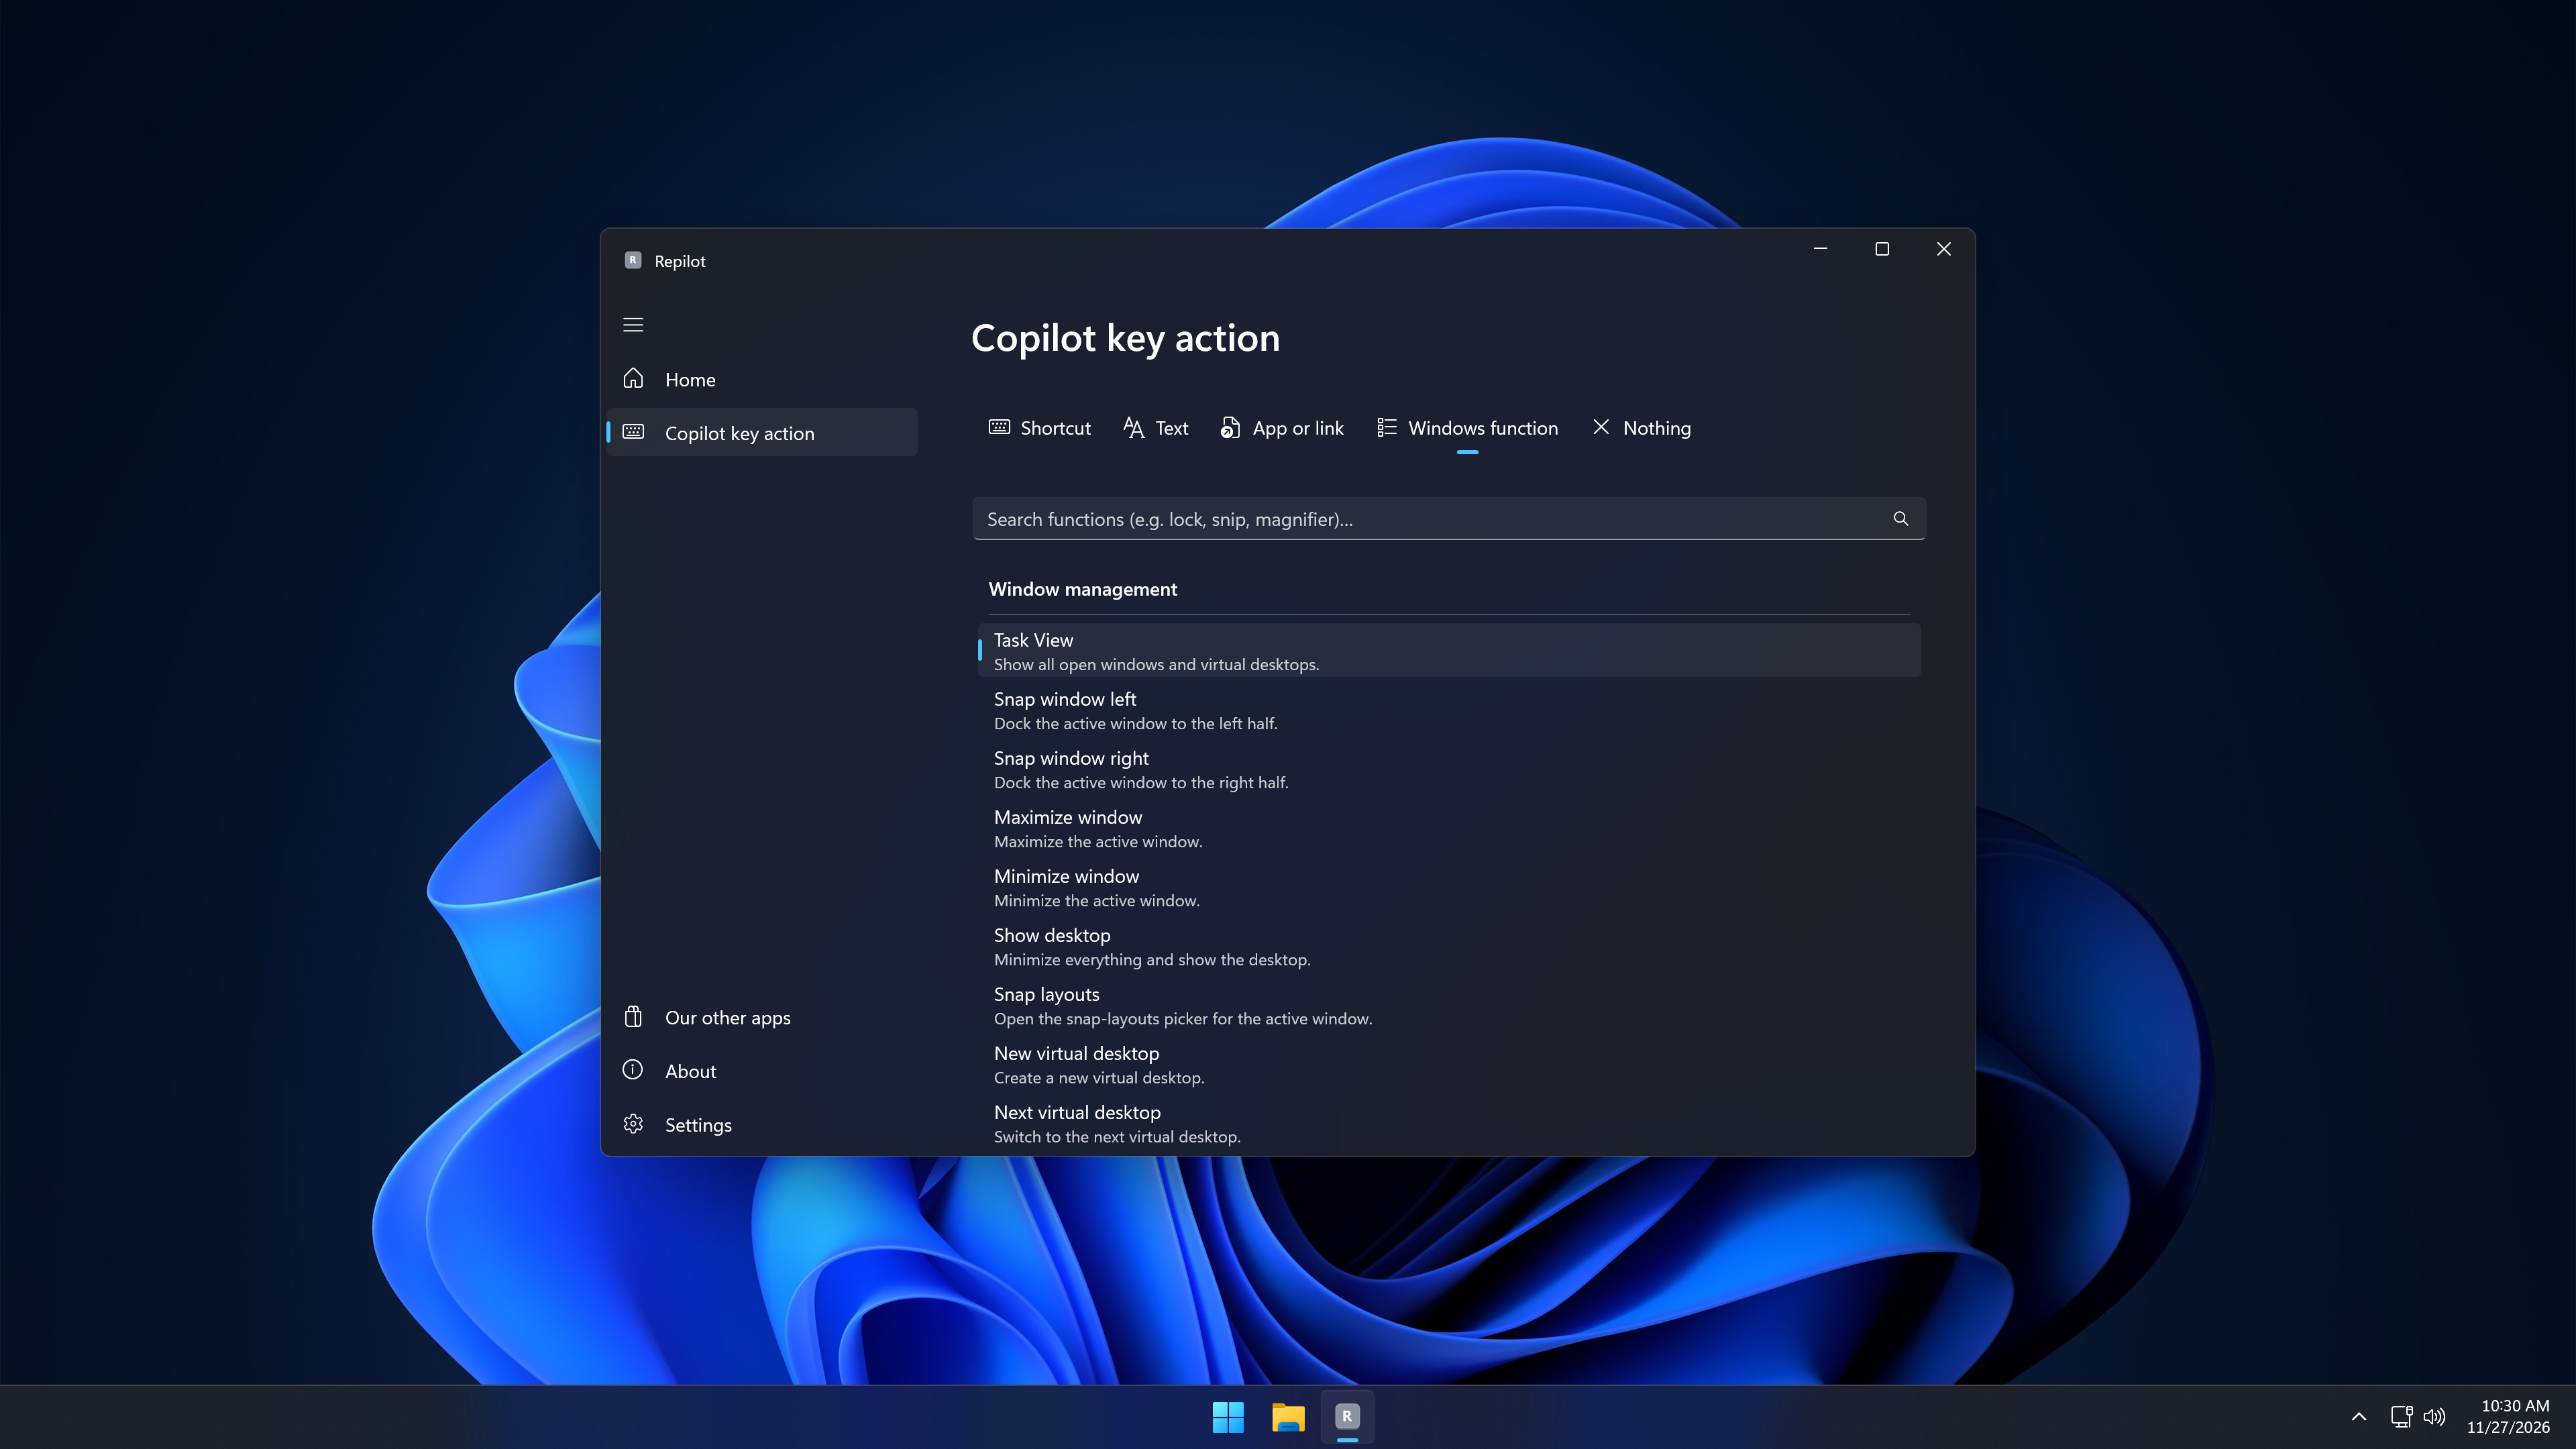 R Repilot
Home
Copilot key action
Our other apps
About
Settings
Copilot key action
Shortcut Text App or link Windows function Nothing
Search functions (e.g. lock, snip, magnifier)...
Window management
Task View
Show all open windows and virtual desktops.
Snap window left
Dock the active window to the left half.
Snap window right
Dock the active window to the right half.
Maximize window
Maximize the active window.
Minimize window
Minimize the active window.
Show desktop
Minimize everything and show the desktop.
Snap layouts
Open the snap-layouts picker for the active window.
New virtual desktop
Create a new virtual desktop.
Next virtual desktop
Switch to the next virtual desktop.
R
10:30 AM
11/27/2026